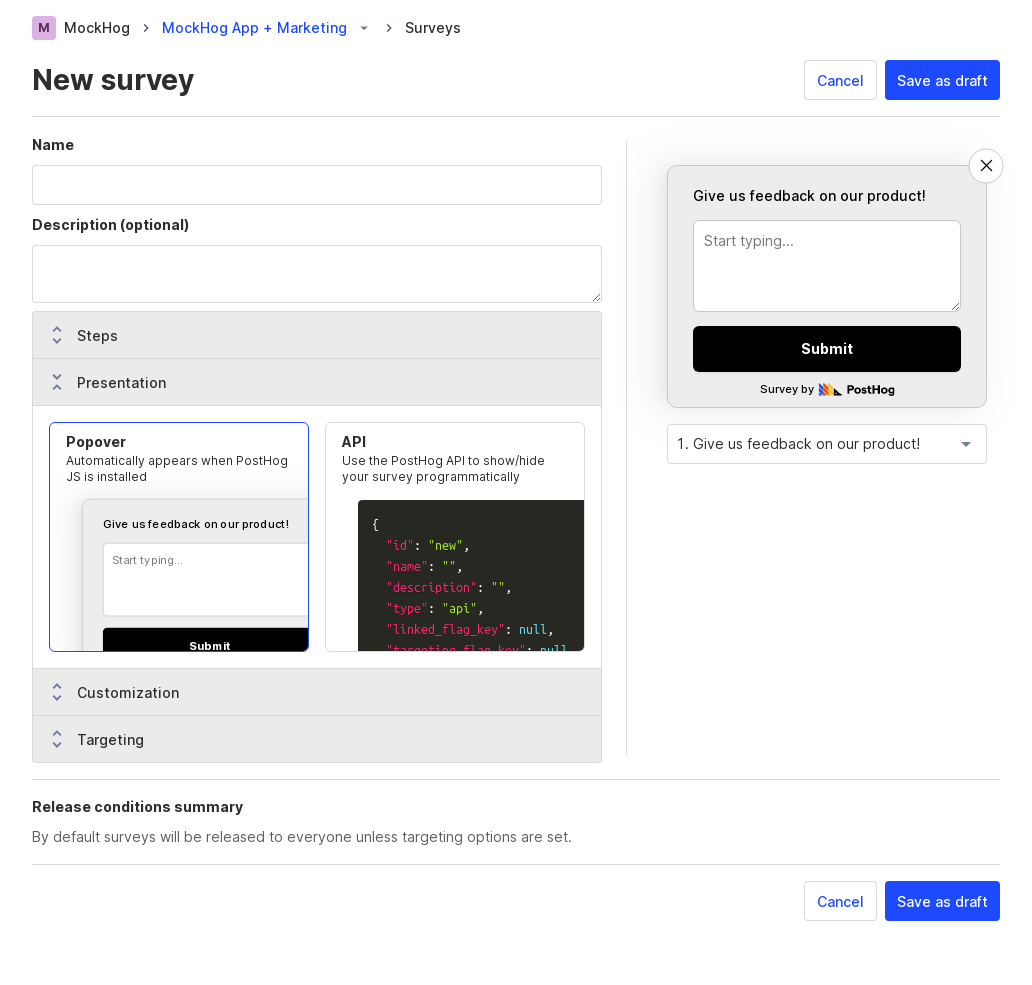 M MockHog MockHog App + Marketing Surveys
New survey
Cancel Save as draft
Name
Description (optional)
Steps
Presentation
Popover
Automatically appears when PostHog
JS is installed
Give us feedback on our product!
Start typing...
Submit
API
Use the PostHog API to show/hide
your survey programmatically
{
"id": "new",
"name": "",
"description": "",
"type": "api",
"linked_flag_key": null,
"targeting_flag_key": null
Customization
Targeting
Give us feedback on our product!
Start typing...
Submit
Survey by PostHog
1. Give us feedback on our product!
Release conditions summary
By default surveys will be released to everyone unless targeting options are set.
Cancel Save as draft